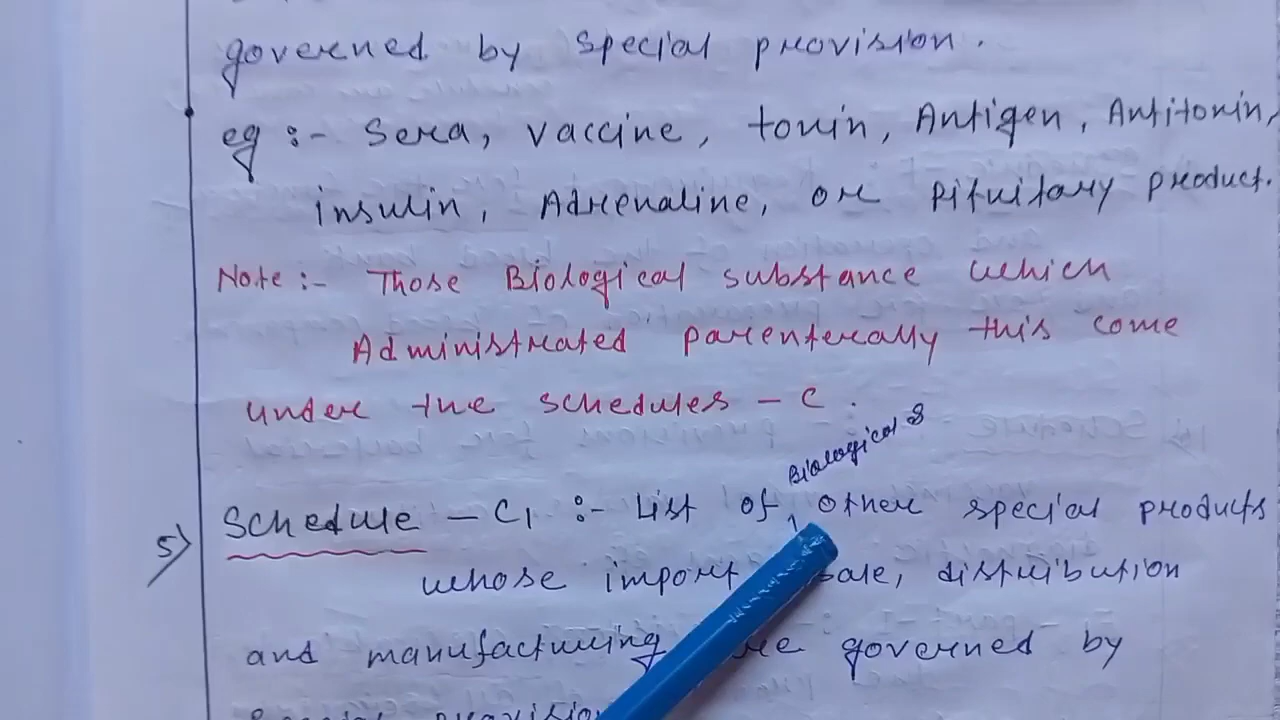 governed by special provision.
eg :- Sera, vaccine, toxin, Antigen, Antitoxin,
insulin, Adrenaline, or Pituitary product.
Note :- Those Biological substance which
Administrated parenterally this come
under the schedules - C.
Biological &
5) Schedule - C1 :- List of, other special products
whose import sale, distribution
and manufacturing governed by